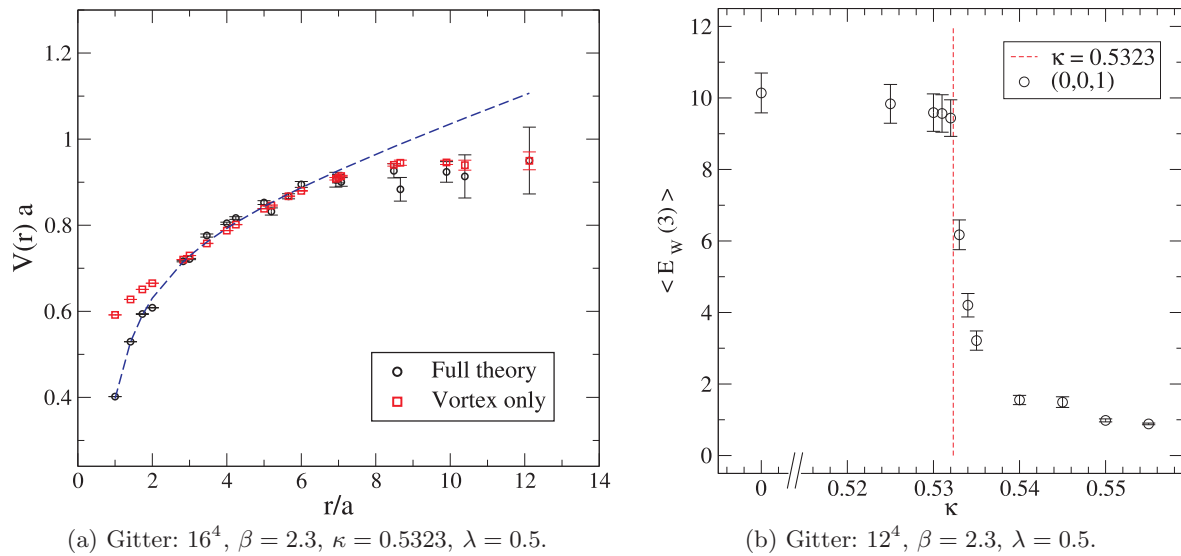 1.2
1
0.8
0.6
0.4
V(r) a
Full theory
Vortex only
0 2 4 6 8 10 12 14
r/a
(a) Gitter: 16⁴, β = 2.3, κ = 0.5323, λ = 0.5.
12
10
8
6
4
2
0
< E_W (3) >
κ = 0.5323
(0,0,1)
0 0.52 0.53 0.54 0.55
κ
(b) Gitter: 12⁴, β = 2.3, λ = 0.5.